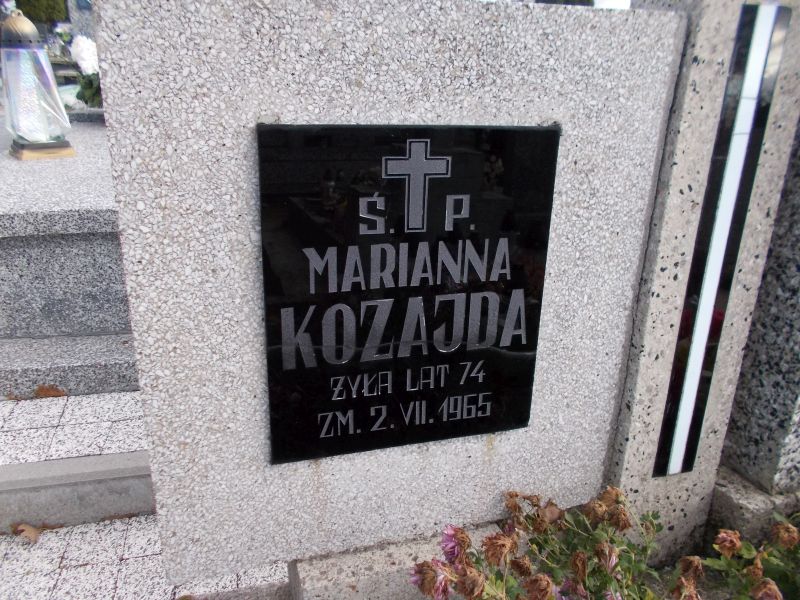 Ś. P.
MARIANNA
KOZAJDA
ŻYŁA LAT 74
ZM. 2. VII. 1965